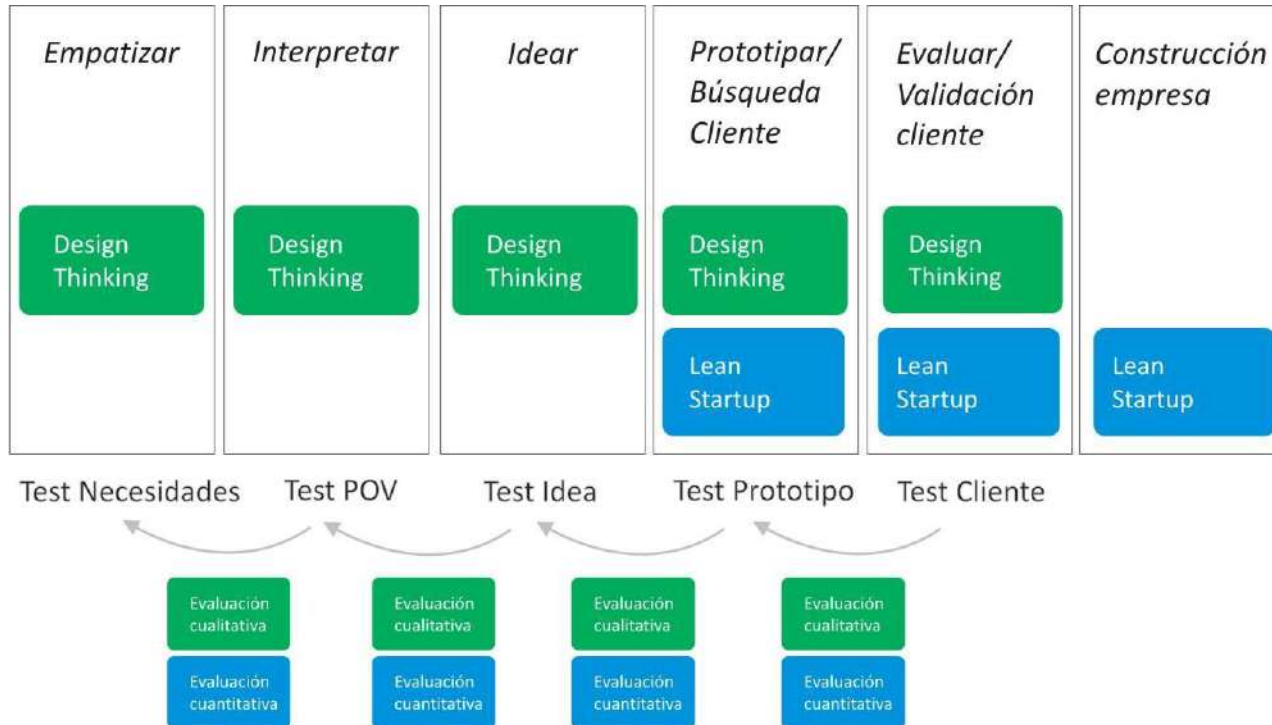 Empatizar
Interpretar
Idear
Prototipar/
Búsqueda
Cliente
Evaluar/
Validación
cliente
Construcción
empresa
Design
Thinking
Design
Thinking
Design
Thinking
Design
Thinking
Design
Thinking
Lean
Startup
Lean
Startup
Lean
Startup
Test Necesidades
Test POV
Test Idea
Test Prototipo
Test Cliente
Evaluación
cualitativa
Evaluación
cualitativa
Evaluación
cualitativa
Evaluación
cualitativa
Evaluación
cuantitativa
Evaluación
cuantitativa
Evaluación
cuantitativa
Evaluación
cuantitativa